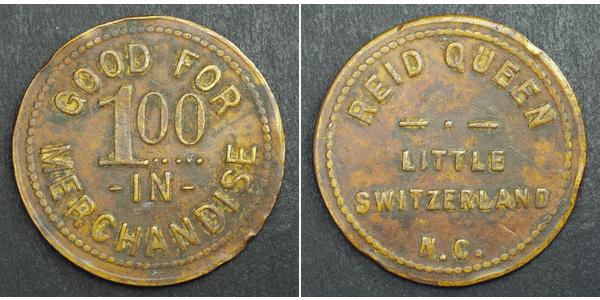 GOOD FOR
1 00
- IN -
MERCHANDISE
REID QUEEN
LITTLE
SWITZERLAND
N.C.